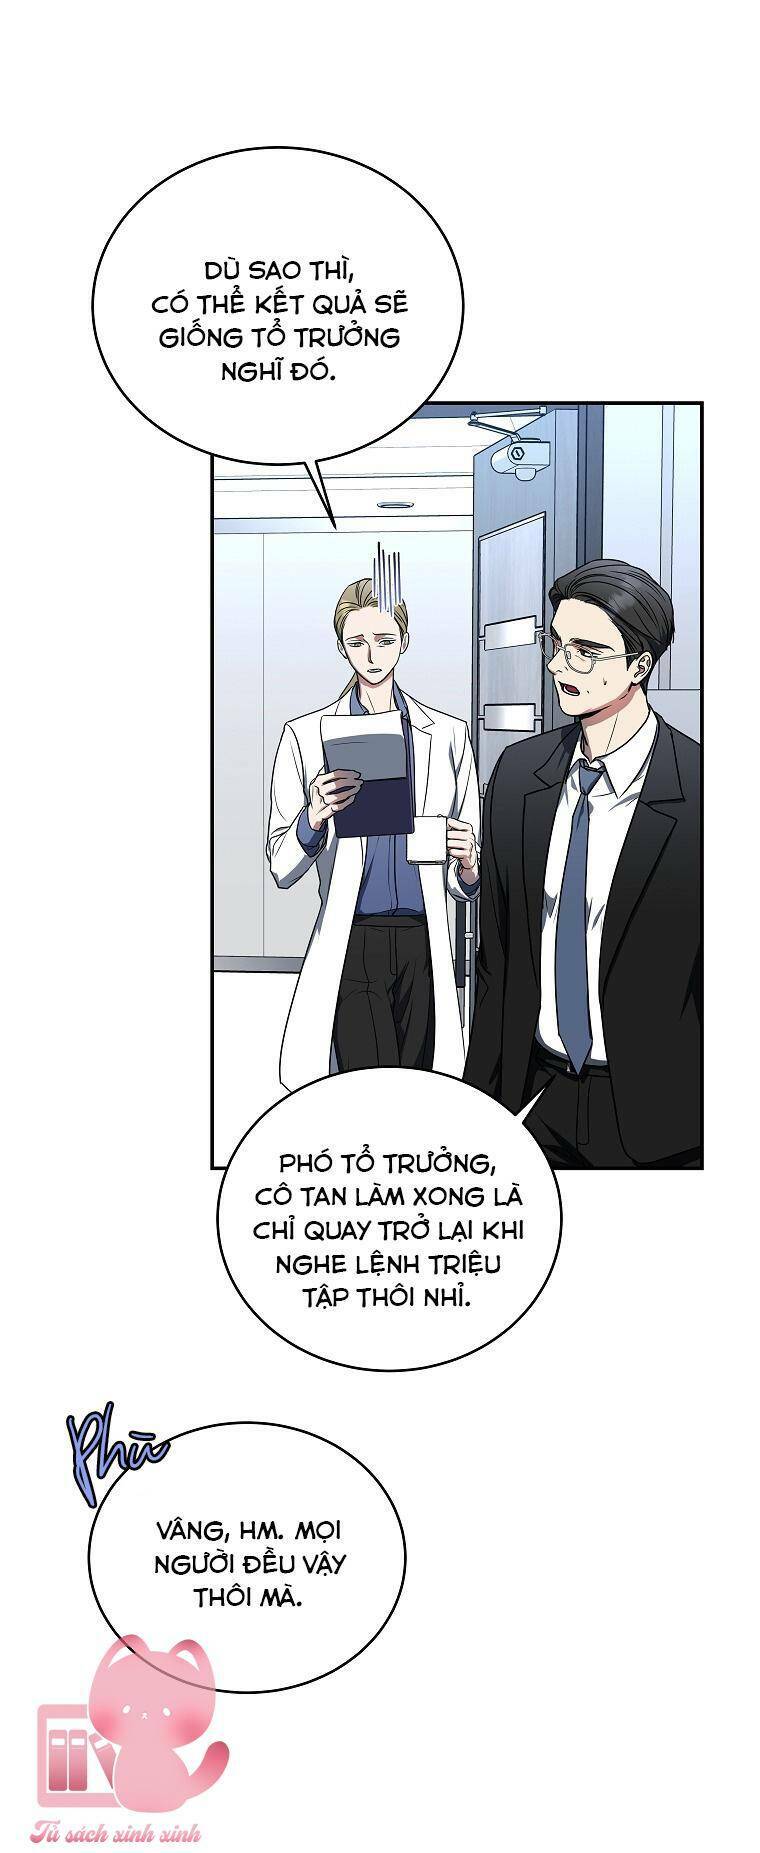 DÙ SAO THÌ,
CÓ THỂ KẾT QUẢ SẼ
GIỐNG TỔ TRƯỞNG
NGHĨ ĐÓ.
PHÓ TỔ TRƯỞNG,
CÔ TAN LÀM XONG LÀ
CHỈ QUAY TRỞ LẠI KHI
NGHE LỆNH TRIỆU
TẬP THÔI NHỈ.
Phù
VÂNG, HM. MỌI
NGƯỜI ĐỀU VẬY
THÔI MÀ.
Tủ sách xinh xinh